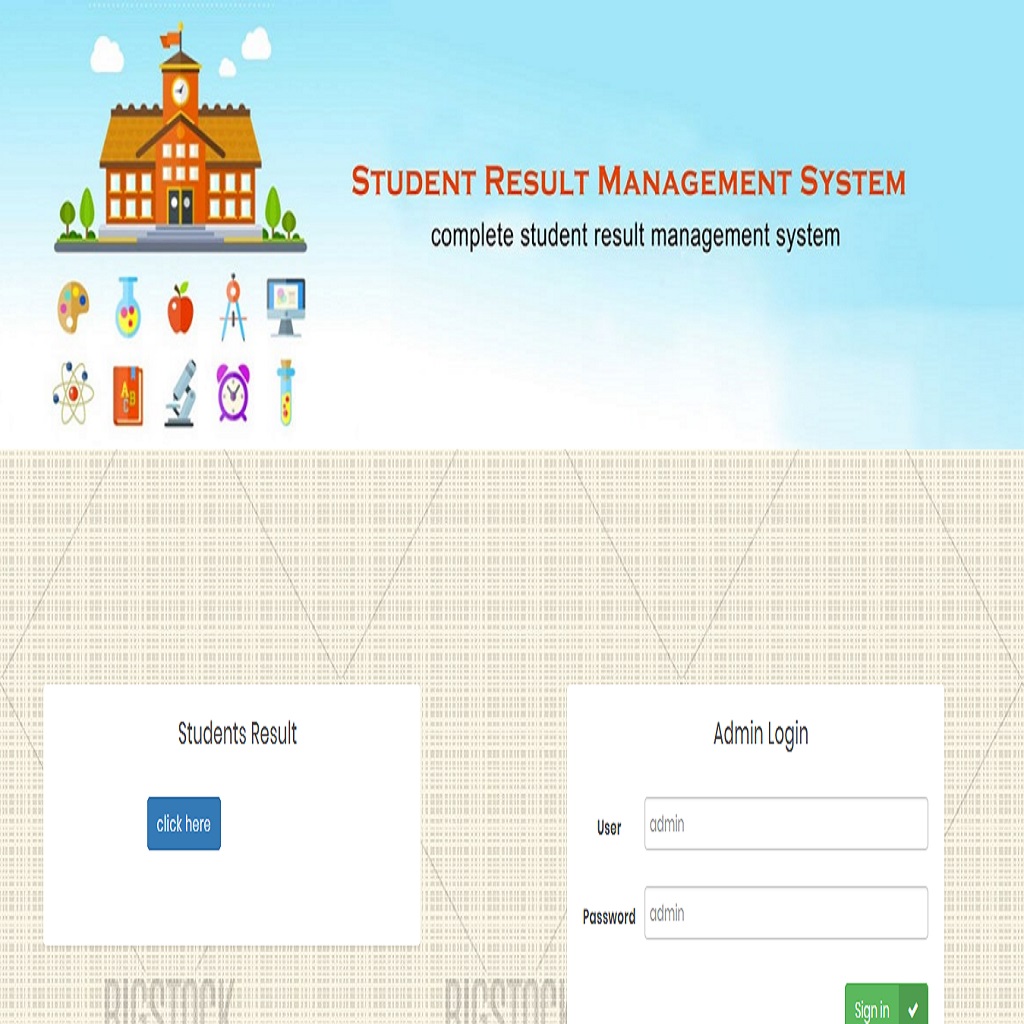 STUDENT RESULT MANAGEMENT SYSTEM
complete student result management system
A
B
C
Students Result
click here
Admin Login
User
admin
Password
admin
Sign in
BIGSTOCK
BIGSTOCK